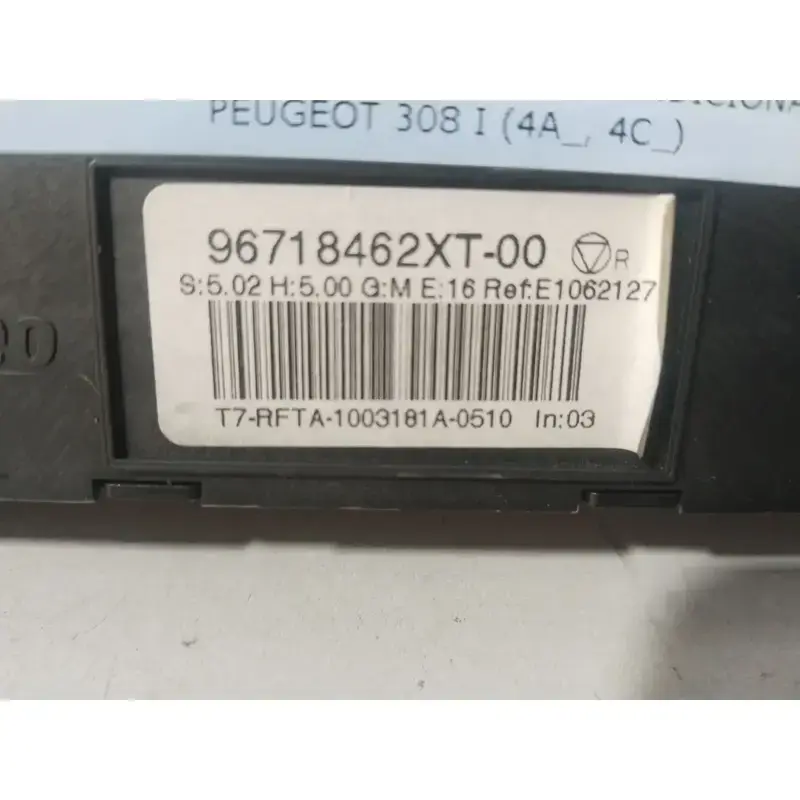 PEUGEOT 308 I (4A_, 4C_)
96718462XT-00 R
S:5.02 H:5.00 G:M E:16 Ref:E1062127
T7-RFTA-1003181A-0510 In:03